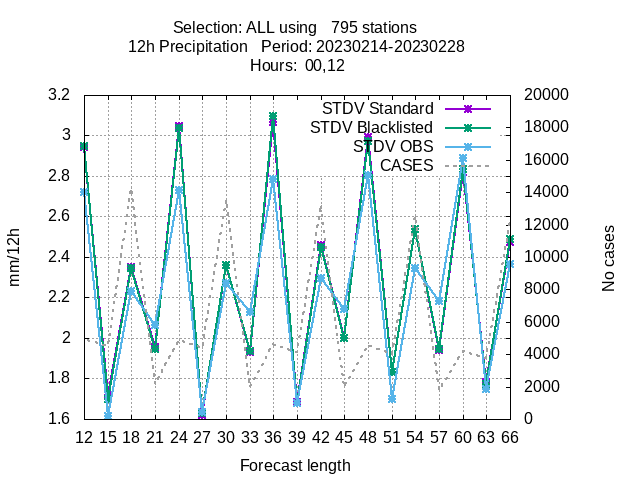 Selection: ALL using 795 stations
12h Precipitation Period: 20230214-20230228
Hours: 00,12
3.2
3
2.8
2.6
2.4
2.2
2
1.8
1.6
mm/12h
STDV Standard
STDV Blacklisted
STDV OBS
CASES
20000
18000
16000
14000
12000
10000
8000
6000
4000
2000
0
No cases
12 15 18 21 24 27 30 33 36 39 42 45 48 51 54 57 60 63 66
Forecast length